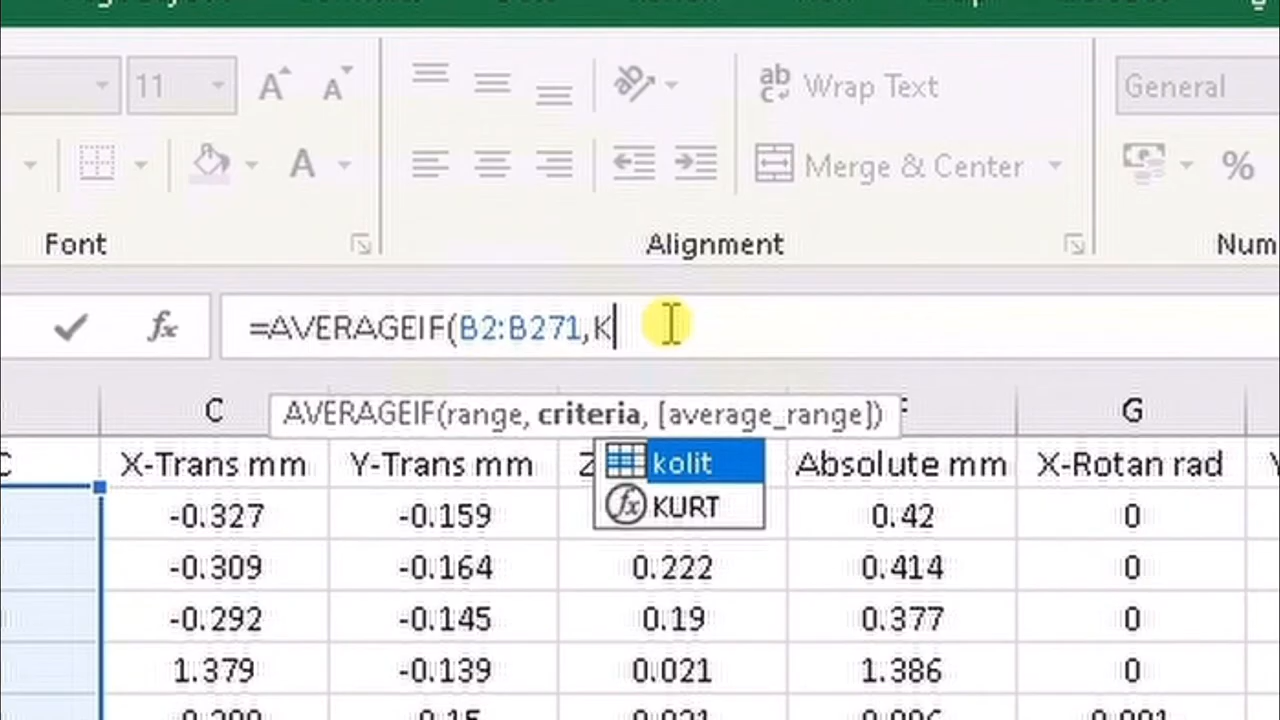 11 A A ab Wrap Text General
A Merge & Center %
Font Alignment Num
fx =AVERAGEIF(B2:B271,K
AVERAGEIF(range, criteria, [average_range])
C G
kolit
KURT
X-Trans mm Y-Trans mm Absolute mm X-Rotan rad
-0.327 -0.159 0.42 0
-0.309 -0.164 0.222 0.414 0
-0.292 -0.145 0.19 0.377 0
1.379 -0.139 0.021 1.386 0